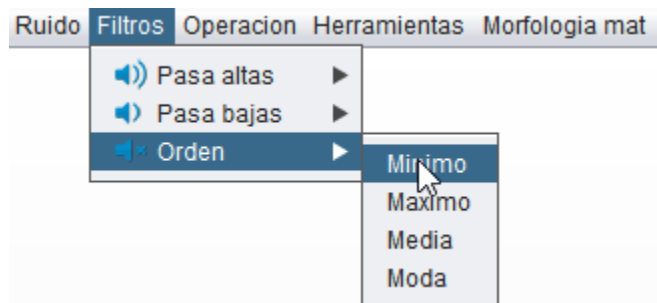 Ruido Filtros Operacion Herramientas Morfologia mat
Pasa altas
Pasa bajas
Orden
Minimo
Maximo
Media
Moda